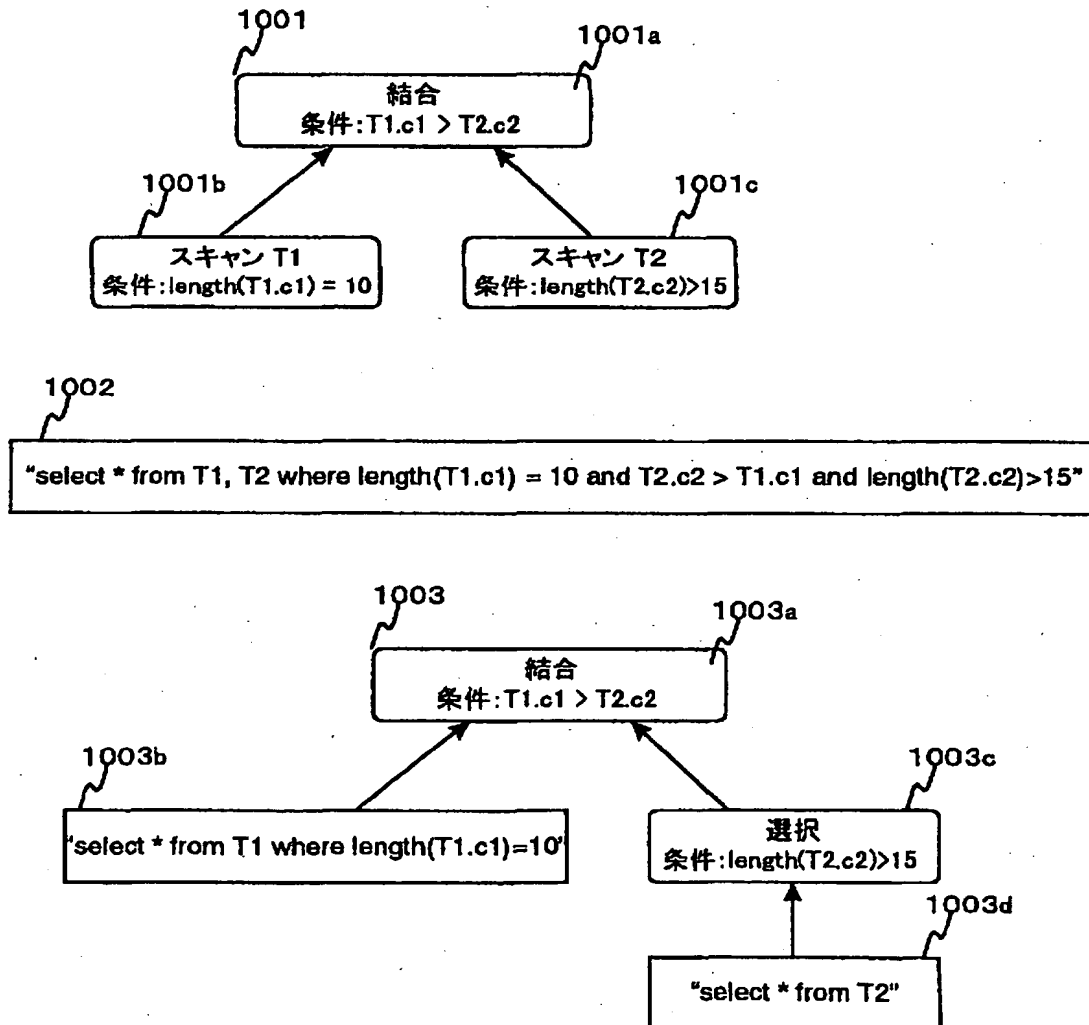 1001
1001a
結合
条件:T1.c1 > T2.c2
1001b
1001c
スキャン T1
条件:length(T1.c1) = 10
スキャン T2
条件:length(T2.c2)>15
1002
“select * from T1, T2 where length(T1.c1) = 10 and T2.c2 > T1.c1 and length(T2.c2)>15”
1003
1003a
結合
条件:T1.c1 > T2.c2
1003b
1003c
‘select * from T1 where length(T1.c1)=10’
選択
条件:length(T2.c2)>15
1003d
“select * from T2”